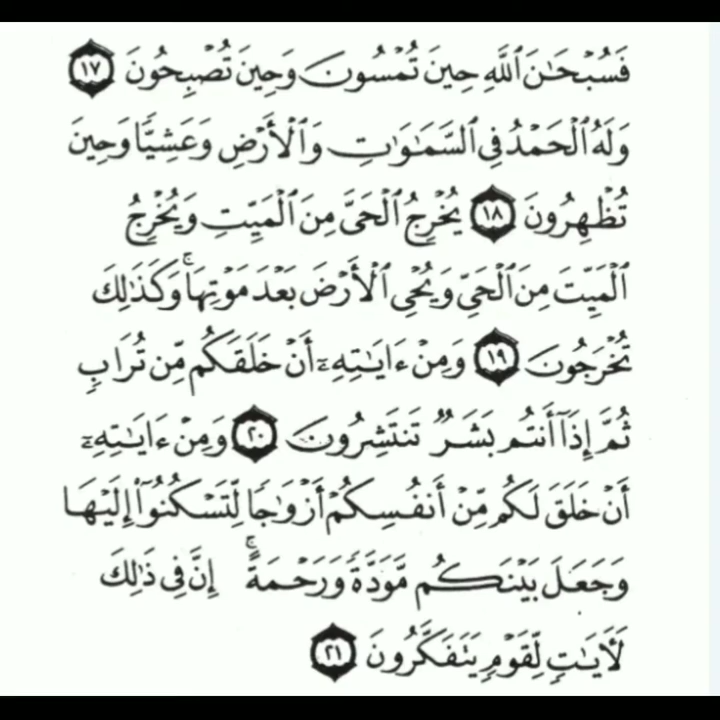 فَسُبْحَٰنَ ٱللَّهِ حِينَ تُمْسُونَ وَحِينَ تُصْبِحُونَ ١٧
وَلَهُ ٱلْحَمْدُ فِي ٱلسَّمَٰوَٰتِ وَٱلْأَرْضِ وَعَشِيًّا وَحِينَ
تُظْهِرُونَ ١٨ يُخْرِجُ ٱلْحَيَّ مِنَ ٱلْمَيِّتِ وَيُخْرِجُ
ٱلْمَيِّتَ مِنَ ٱلْحَيِّ وَيُحْيِ ٱلْأَرْضَ بَعْدَ مَوْتِهَا ۚ وَكَذَٰلِكَ
تُخْرَجُونَ ١٩ وَمِنْ ءَايَٰتِهِۦٓ أَنْ خَلَقَكُم مِّن تُرَابٍ
ثُمَّ إِذَآ أَنتُم بَشَرٌ تَنتَشِرُونَ ٢٠ وَمِنْ ءَايَٰتِهِۦٓ
أَنْ خَلَقَ لَكُم مِّنْ أَنفُسِكُمْ أَزْوَٰجًا لِّتَسْكُنُوٓا۟ إِلَيْهَا
وَجَعَلَ بَيْنَكُم مَّوَدَّةً وَرَحْمَةً ۚ إِنَّ فِي ذَٰلِكَ
لَءَايَٰتٍ لِّقَوْمٍ يَتَفَكَّرُونَ ٢١